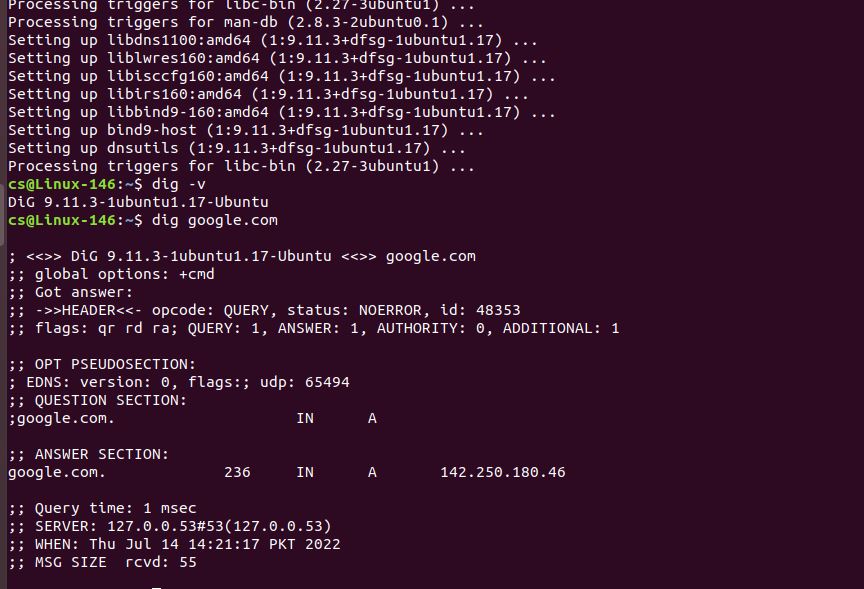 Processing triggers for libc-bin (2.27-3ubuntu1) ...
Processing triggers for man-db (2.8.3-2ubuntu0.1) ...
Setting up libdns1100:amd64 (1:9.11.3+dfsg-1ubuntu1.17) ...
Setting up liblwres160:amd64 (1:9.11.3+dfsg-1ubuntu1.17) ...
Setting up libisccfg160:amd64 (1:9.11.3+dfsg-1ubuntu1.17) ...
Setting up libirs160:amd64 (1:9.11.3+dfsg-1ubuntu1.17) ...
Setting up libbind9-160:amd64 (1:9.11.3+dfsg-1ubuntu1.17) ...
Setting up bind9-host (1:9.11.3+dfsg-1ubuntu1.17) ...
Setting up dnsutils (1:9.11.3+dfsg-1ubuntu1.17) ...
Processing triggers for libc-bin (2.27-3ubuntu1) ...
cs@Linux-146:~$ dig -v
DiG 9.11.3-1ubuntu1.17-Ubuntu
cs@Linux-146:~$ dig google.com

; <<>> DiG 9.11.3-1ubuntu1.17-Ubuntu <<>> google.com
;; global options: +cmd
;; Got answer:
;; ->>HEADER<<- opcode: QUERY, status: NOERROR, id: 48353
;; flags: qr rd ra; QUERY: 1, ANSWER: 1, AUTHORITY: 0, ADDITIONAL: 1

;; OPT PSEUDOSECTION:
; EDNS: version: 0, flags:; udp: 65494
;; QUESTION SECTION:
;google.com.			IN	A

;; ANSWER SECTION:
google.com.		236	IN	A	142.250.180.46

;; Query time: 1 msec
;; SERVER: 127.0.0.53#53(127.0.0.53)
;; WHEN: Thu Jul 14 14:21:17 PKT 2022
;; MSG SIZE  rcvd: 55